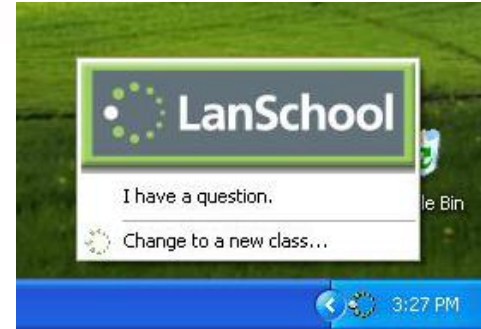 LanSchool
I have a question.
le Bin
Change to a new class...
3:27 PM